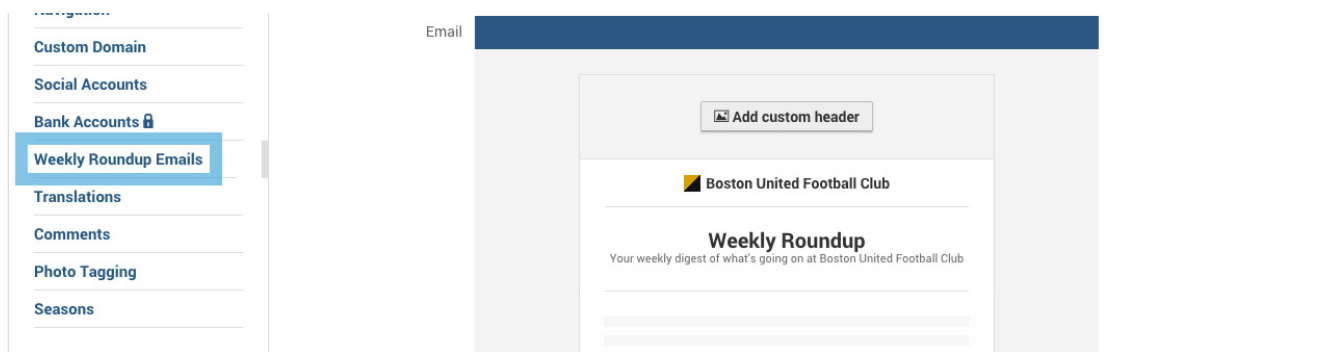 Custom Domain
Social Accounts
Bank Accounts
Weekly Roundup Emails
Translations
Comments
Photo Tagging
Seasons
Email
Add custom header
Boston United Football Club
Weekly Roundup
Your weekly digest of what's going on at Boston United Football Club